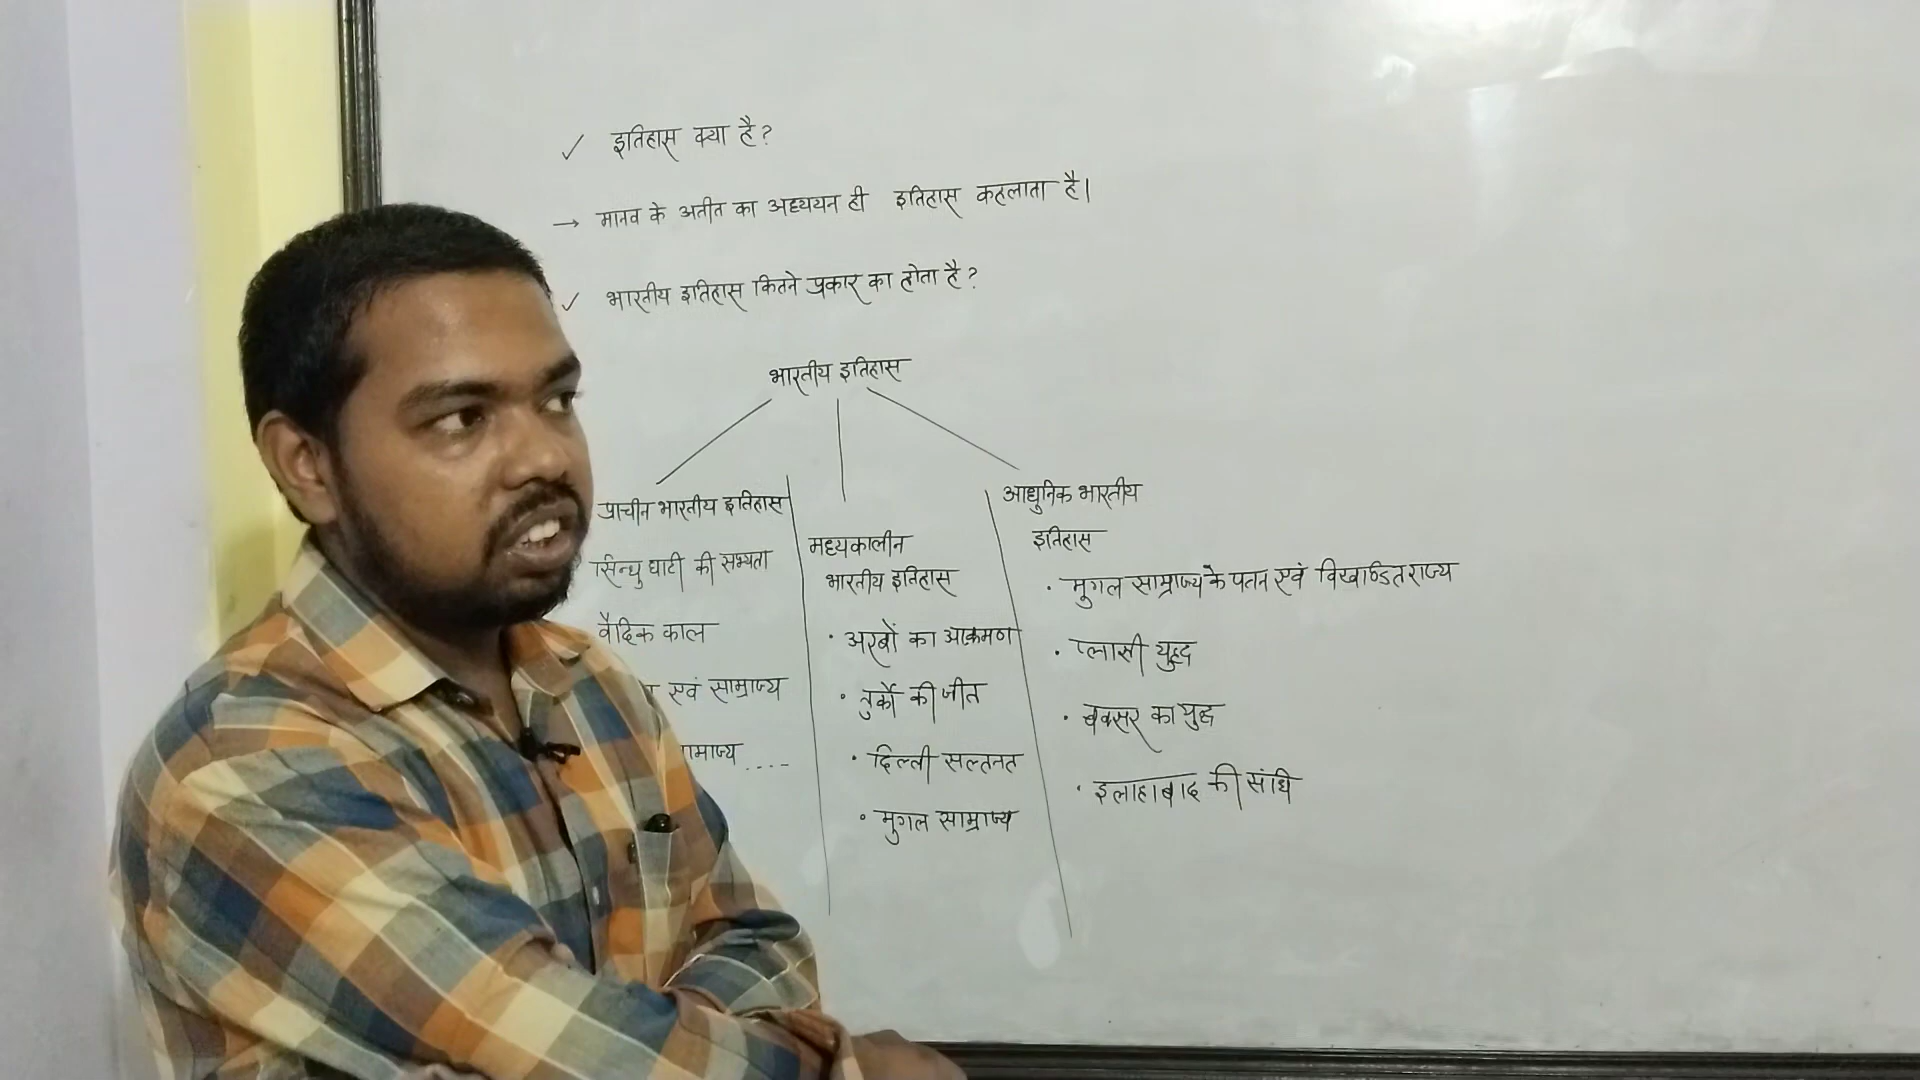 ✓ इतिहास क्या है?
→ मानव के अतीत का अध्ययन ही इतिहास कहलाता है।
✓ भारतीय इतिहास कितने प्रकार का होता है?
भारतीय इतिहास
प्राचीन भारतीय इतिहास
सिन्धु घाटी की सभ्यता
वैदिक काल
एवं साम्राज्य
....
मध्यकालीन
भारतीय इतिहास
· अरबों का आक्रमण
· तुर्कों की जीत
· दिल्ली सल्तनत
· मुगल साम्राज्य
आधुनिक भारतीय
इतिहास
· मुगल साम्राज्य के पतन एवं विखण्डित राज्य
· प्लासी युद्ध
· बक्सर का युद्ध
· इलाहाबाद की संधि